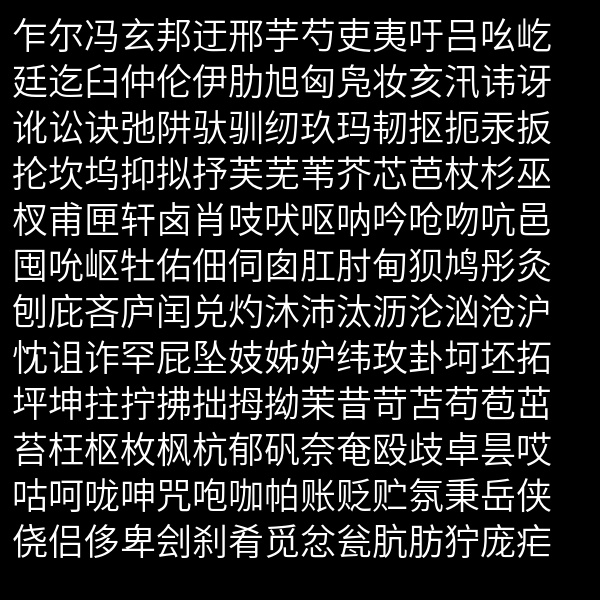 乍尔冯玄邦迂邢芋芍吏夷吁吕吆屹
廷迄臼仲伦伊肋旭匈凫妆亥汛讳讶
讹讼诀弛阱驮驯纫玖玛韧抠扼汞扳
抡坎坞抑拟抒芙芜苇芥芯芭杖杉巫
杈甫匣轩卤肖吱吠呕呐吟呛吻吭邑
囤吮岖牡佑佃伺囱肛肘甸狈鸠彤灸
刨庇吝庐闰兑灼沐沛汰沥沦汹沧沪
忱诅诈罕屁坠妓姊妒纬玫卦坷坯拓
坪坤拄拧拂拙拇拗茉昔苛苫苟苞茁
苔枉枢枚枫杭郁矾奈奄殴歧卓昙哎
咕呵咙呻咒咆咖帕账贬贮氛秉岳侠
侥侣侈卑刽刹肴觅忿瓮肮肪狞庞疟